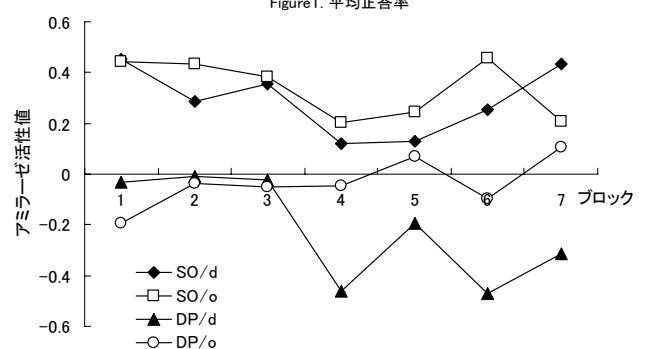 Figure1. 平均正答率
0.6
0.4
0.2
0
-0.2
-0.4
-0.6
アミラーゼ活性値
1 2 3 4 5 6 7 ブロック
SO/d
SO/o
DP/d
DP/o